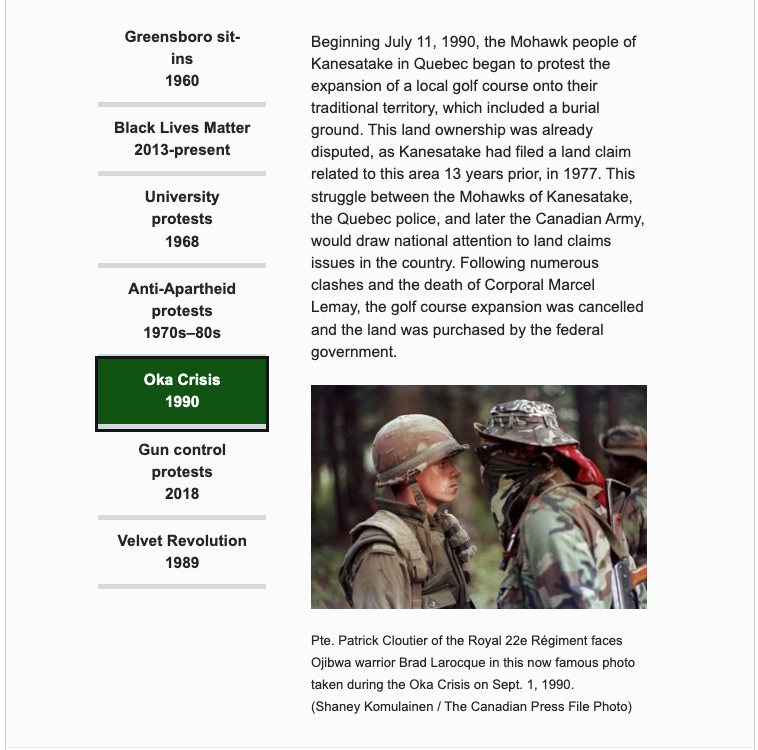 Greensboro sit-
ins
1960
Black Lives Matter
2013-present
University
protests
1968
Anti-Apartheid
protests
1970s–80s
Oka Crisis
1990
Gun control
protests
2018
Velvet Revolution
1989
Beginning July 11, 1990, the Mohawk people of
Kanesatake in Quebec began to protest the
expansion of a local golf course onto their
traditional territory, which included a burial
ground. This land ownership was already
disputed, as Kanesatake had filed a land claim
related to this area 13 years prior, in 1977. This
struggle between the Mohawks of Kanesatake,
the Quebec police, and later the Canadian Army,
would draw national attention to land claims
issues in the country. Following numerous
clashes and the death of Corporal Marcel
Lemay, the golf course expansion was cancelled
and the land was purchased by the federal
government.
Pte. Patrick Cloutier of the Royal 22e Régiment faces
Ojibwa warrior Brad Larocque in this now famous photo
taken during the Oka Crisis on Sept. 1, 1990.
(Shaney Komulainen / The Canadian Press File Photo)